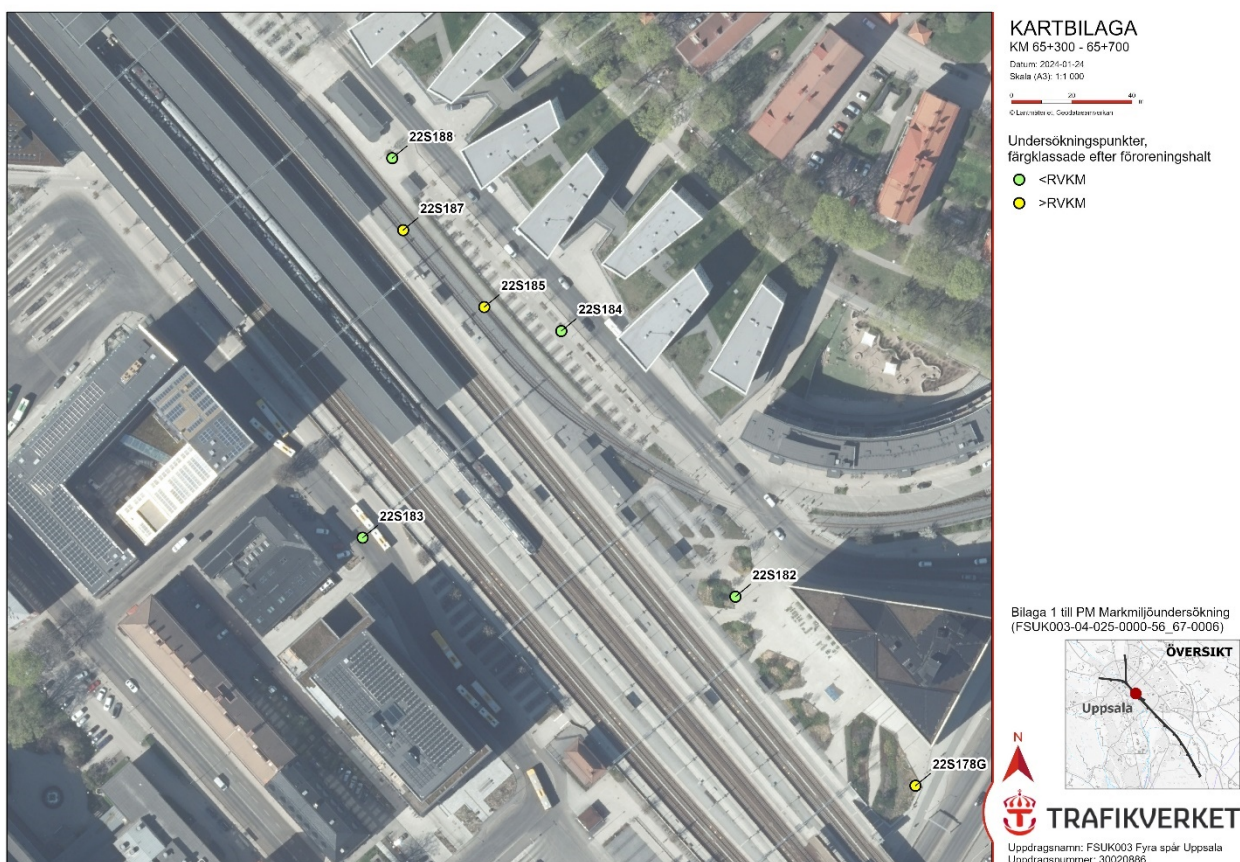 KARTBILAGA
KM 65+300 - 65+700
Datum: 2024-01-24
Skala (A3): 1:1 000
0 20 40 m
© Lantmäteriet, Geodatasamverkan
Undersökningspunkter,
färgklassade efter föroreningshalt
<RVKM
>RVKM
22S188
22S187
22S185
22S184
22S183
22S182
22S178G
Bilaga 1 till PM Markmiljöundersökning
(FSUK003-04-025-0000-56_67-0006)
ÖVERSIKT
Uppsala
N
TRAFIKVERKET
Uppdragsnamn: FSUK003 Fyra spår Uppsala
Uppdragsnummer: 30020886